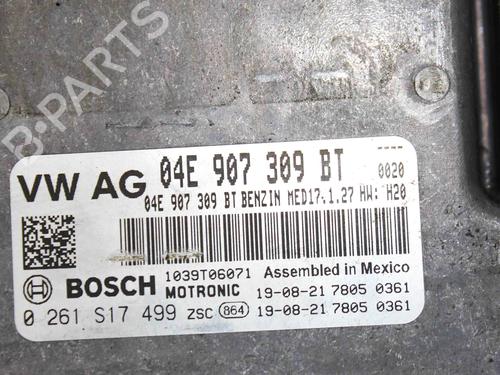 B-PARTS
VW AG 04E 907 309 BT ---- 0020
04E 907 309 BT BENZIN MED17.1.27 HW: H20
BOSCH 1039T06071 Assembled in Mexico
MOTRONIC 19-08-21 7805 0361
0 261 S17 499 ZSC 864 19-08-21 7805 0361